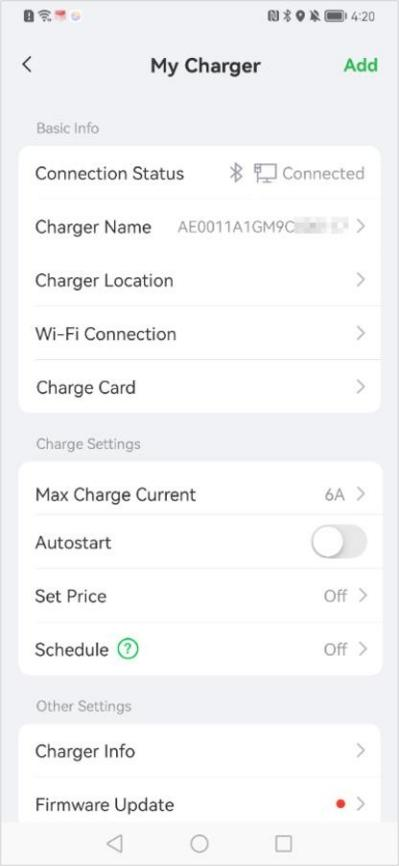 4:20
My Charger
Add
Basic Info
Connection Status
Connected
Charger Name
AE0011A1GM9C
Charger Location
Wi-Fi Connection
Charge Card
Charge Settings
Max Charge Current
6A
Autostart
Set Price
Off
Schedule ?
Off
Other Settings
Charger Info
Firmware Update